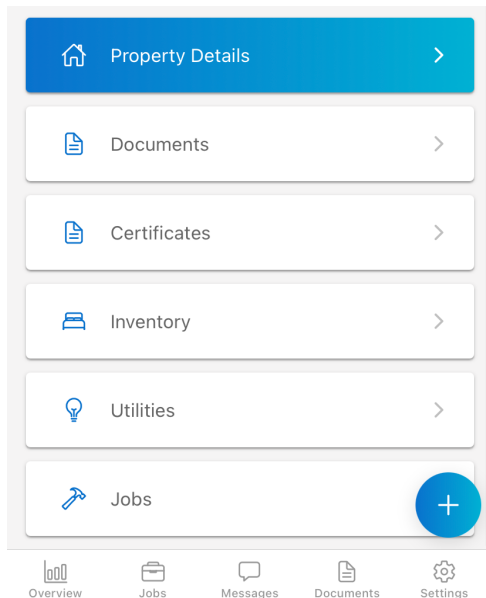 Property Details
Documents
Certificates
Inventory
Utilities
Jobs
Overview Jobs Messages Documents Settings